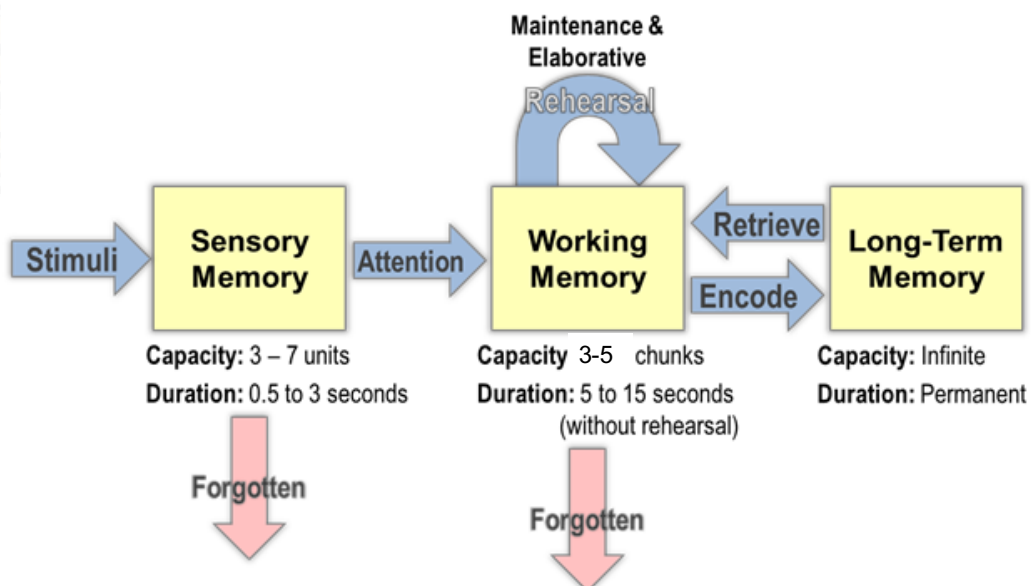 Maintenance &
Elaborative
Rehearsal
Stimuli
Sensory
Memory
Attention
Working
Memory
Retrieve
Encode
Long-Term
Memory
Capacity: 3 – 7 units
Duration: 0.5 to 3 seconds
Forgotten
Capacity 3-5 chunks
Duration: 5 to 15 seconds
(without rehearsal)
Forgotten
Capacity: Infinite
Duration: Permanent